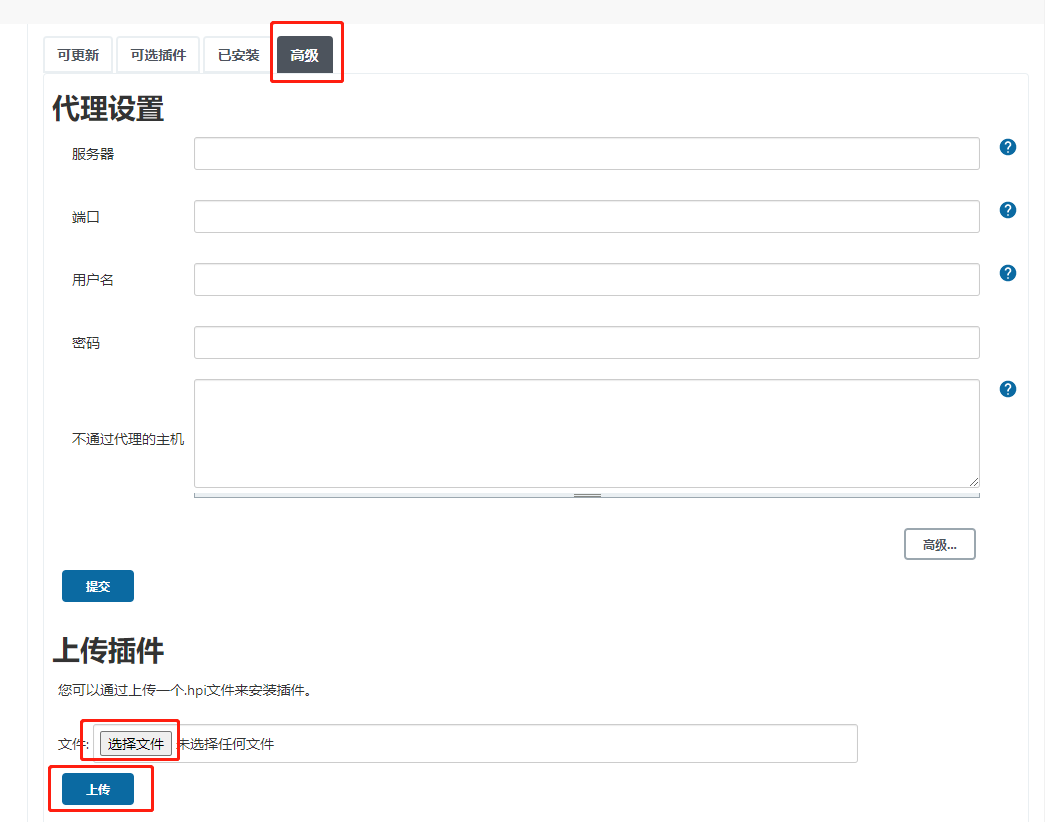 可更新 可选插件 已安装 高级
代理设置
服务器
端口
用户名
密码
不通过代理的主机
高级...
提交
上传插件
您可以通过上传一个.hpi文件来安装插件。
文件: 选择文件 未选择任何文件
上传